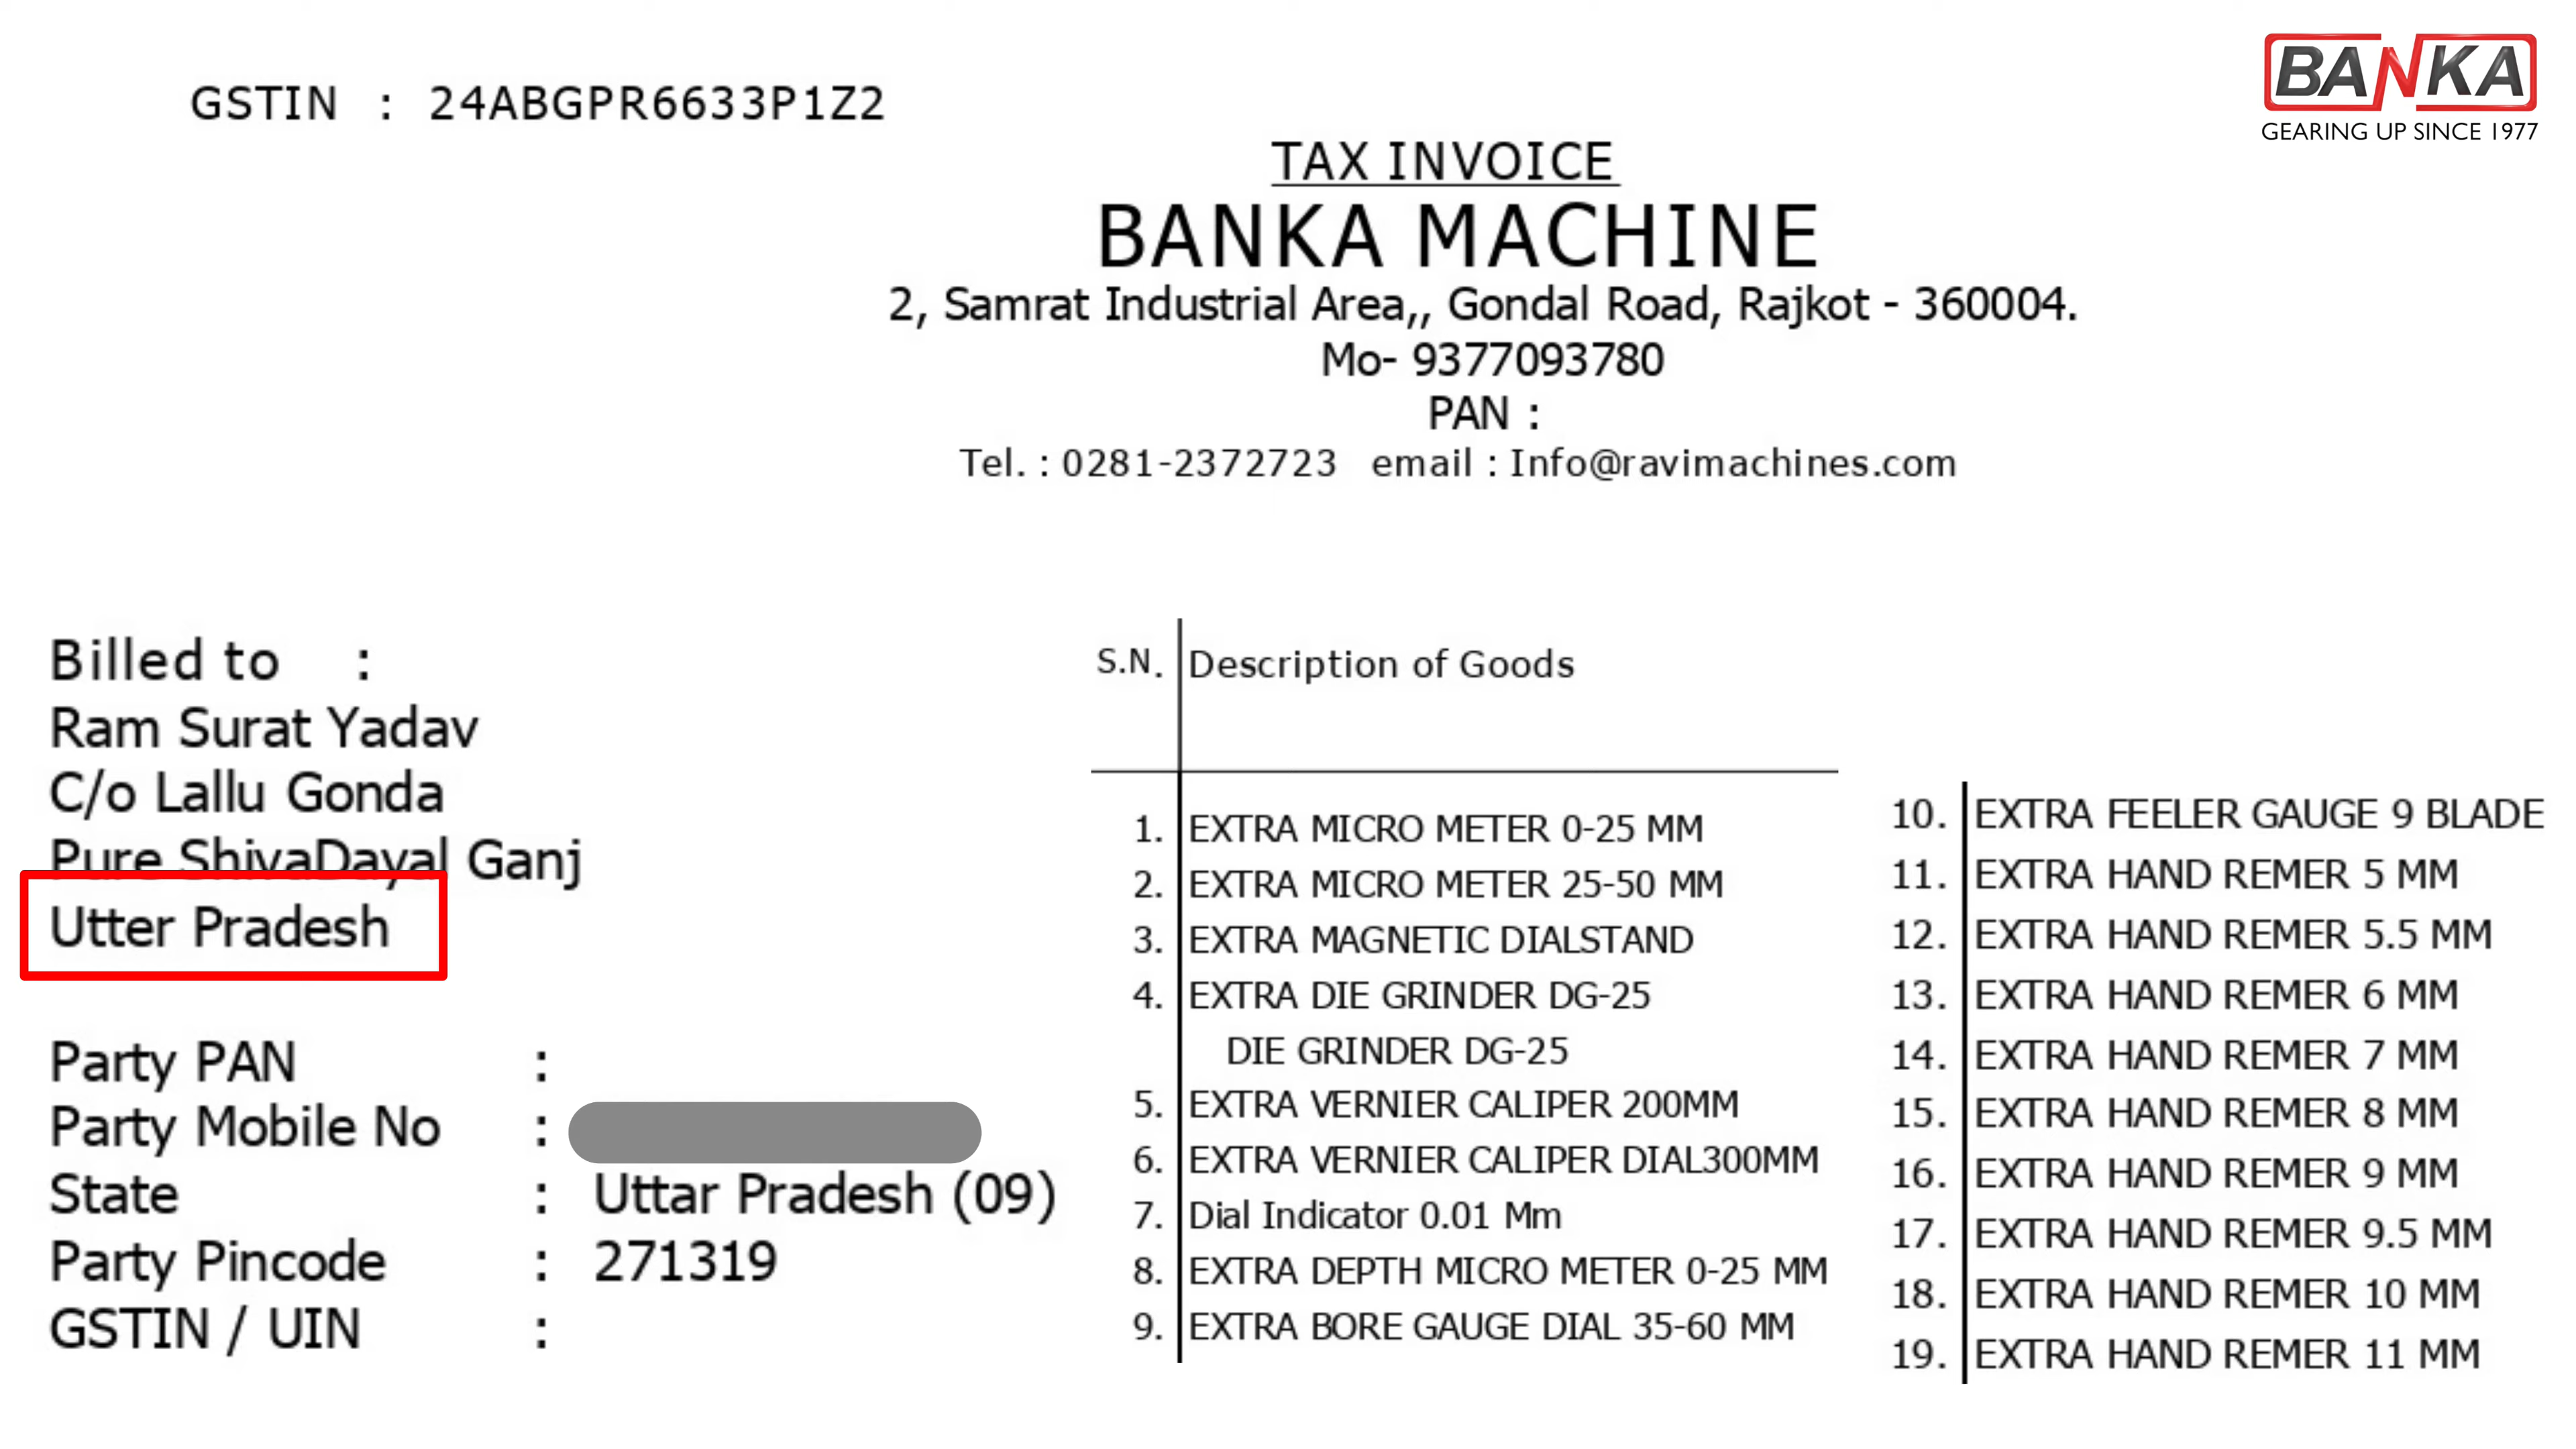 BANKA
GEARING UP SINCE 1977
GSTIN : 24ABGPR6633P1Z2
TAX INVOICE
BANKA MACHINE
2, Samrat Industrial Area,, Gondal Road, Rajkot - 360004.
Mo- 9377093780
PAN :
Tel. : 0281-2372723 email : Info@ravimachines.com
Billed to :
Ram Surat Yadav
C/o Lallu Gonda
Pure ShivaDayal Ganj
Utter Pradesh
Party PAN :
Party Mobile No :
State : Uttar Pradesh (09)
Party Pincode : 271319
GSTIN / UIN :
S.N. Description of Goods
1. EXTRA MICRO METER 0-25 MM
2. EXTRA MICRO METER 25-50 MM
3. EXTRA MAGNETIC DIALSTAND
4. EXTRA DIE GRINDER DG-25
DIE GRINDER DG-25
5. EXTRA VERNIER CALIPER 200MM
6. EXTRA VERNIER CALIPER DIAL300MM
7. Dial Indicator 0.01 Mm
8. EXTRA DEPTH MICRO METER 0-25 MM
9. EXTRA BORE GAUGE DIAL 35-60 MM
10. EXTRA FEELER GAUGE 9 BLADE
11. EXTRA HAND REMER 5 MM
12. EXTRA HAND REMER 5.5 MM
13. EXTRA HAND REMER 6 MM
14. EXTRA HAND REMER 7 MM
15. EXTRA HAND REMER 8 MM
16. EXTRA HAND REMER 9 MM
17. EXTRA HAND REMER 9.5 MM
18. EXTRA HAND REMER 10 MM
19. EXTRA HAND REMER 11 MM